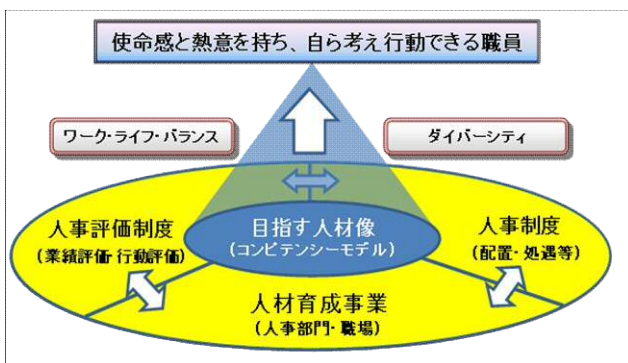 使命感と熱意を持ち、自ら考え行動できる職員
ワーク・ライフ・バランス
ダイバーシティ
人事評価制度
(業績評価・行動評価)
目指す人材像
(コンピテンシーモデル)
人事制度
(配置・処遇等)
人材育成事業
(人事部門・職場)